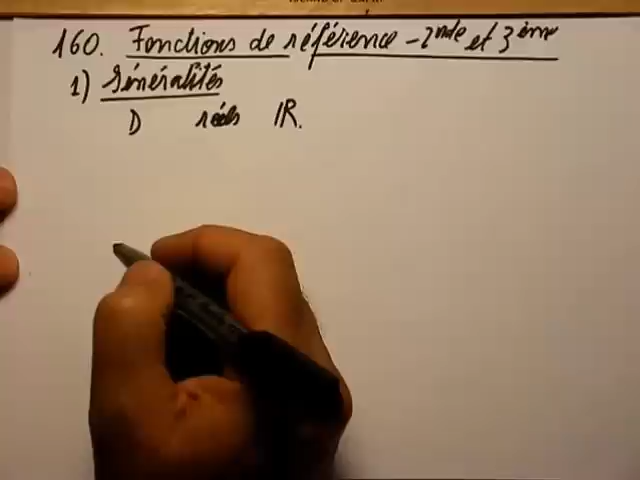 160. Fonctions de référence - 2nde et 3ème
1) Généralités
D réels IR.